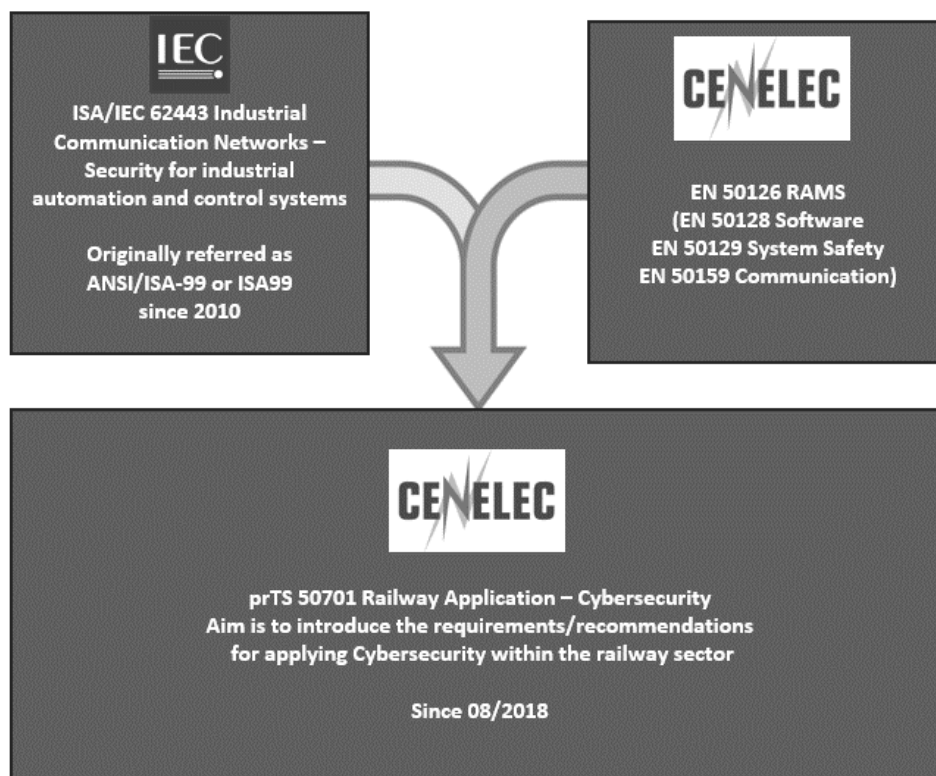 IEC
ISA/IEC 62443 Industrial
Communication Networks –
Security for industrial
automation and control systems
Originally referred as
ANSI/ISA-99 or ISA99
since 2010
CENELEC
EN 50126 RAMS
(EN 50128 Software
EN 50129 System Safety
EN 50159 Communication)
CENELEC
prTS 50701 Railway Application – Cybersecurity
Aim is to introduce the requirements/recommendations
for applying Cybersecurity within the railway sector
Since 08/2018